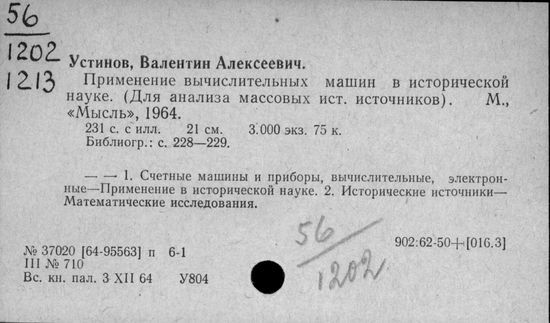 56
1202
1213
Устинов, Валентин Алексеевич.
Применение вычислительных машин в исторической
науке. (Для анализа массовых ист. источников). М.,
«Мысль», 1964.
231 с. с илл. 21 см. 3.000 экз. 75 к.
Библиогр.: с. 228—229.
— — 1. Счетные машины и приборы, вычислительные, электрон-
ные—Применение в исторической науке. 2. Исторические источники—
Математические исследования.
56
1202
902:62-50+[016.3]
№ 37020 [64-95563] п 6-1
III № 710
Вс. кн. пал. 3 XII 64 У804